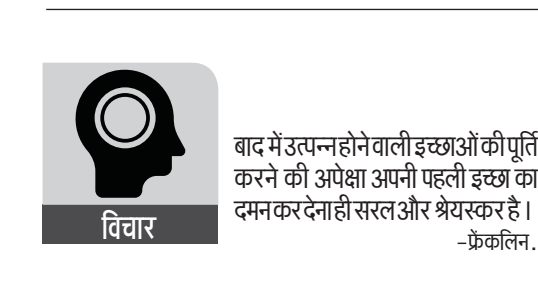 बाद में उत्पन्न होने वाली इच्छाओं की पूर्ति
करने की अपेक्षा अपनी पहली इच्छा का
दमन कर देना ही सरल और श्रेयस्कर है।
-फ्रेंकलिन.
विचार